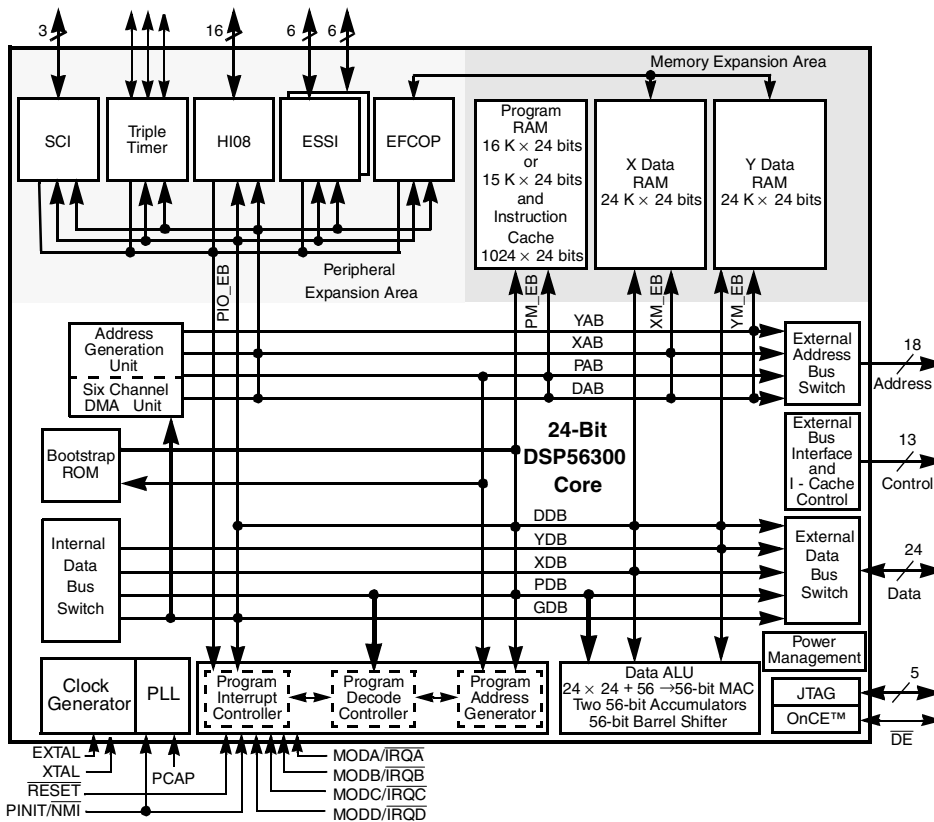 3
16
6
6
Memory Expansion Area
SCI
Triple
Timer
HI08
ESSI
EFCOP
Program
RAM
16 K × 24 bits
or
15 K × 24 bits
and
Instruction
Cache
1024 × 24 bits
X Data
RAM
24 K × 24 bits
Y Data
RAM
24 K × 24 bits
Peripheral
Expansion Area
PIO_EB
PM_EB
XM_EB
YM_EB
Address
Generation
Unit
Six Channel
DMA Unit
YAB
XAB
PAB
DAB
External
Address
Bus
Switch
18
Address
Bootstrap
ROM
24-Bit
DSP56300
Core
External
Bus
Interface
and
I - Cache
Control
13
Control
Internal
Data
Bus
Switch
DDB
YDB
XDB
PDB
GDB
External
Data
Bus
Switch
24
Data
Power
Management
Clock
Generator
PLL
Program
Interrupt
Controller
Program
Decode
Controller
Program
Address
Generator
Data ALU
24 × 24 + 56 →56-bit MAC
Two 56-bit Accumulators
56-bit Barrel Shifter
JTAG
OnCE™
5
DE
EXTAL
XTAL
RESET
PINIT/NMI
PCAP
MODA/IRQA
MODB/IRQB
MODC/IRQC
MODD/IRQD